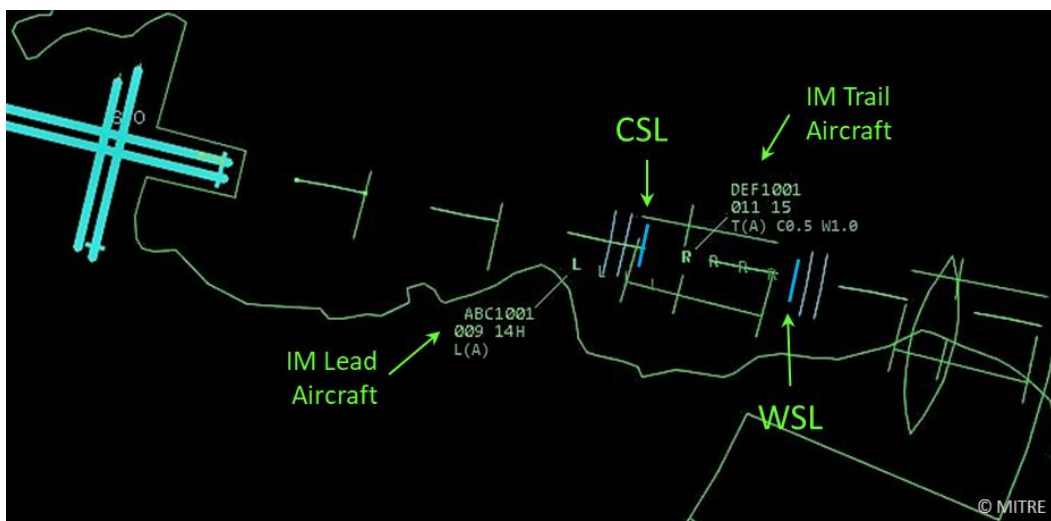 SFO
IM Trail
Aircraft
CSL
DEF1001
011 15
T(A) C0.5 W1.0
L L L L
R R R R
ABC1001
009 14H
L(A)
IM Lead
Aircraft
WSL
© MITRE